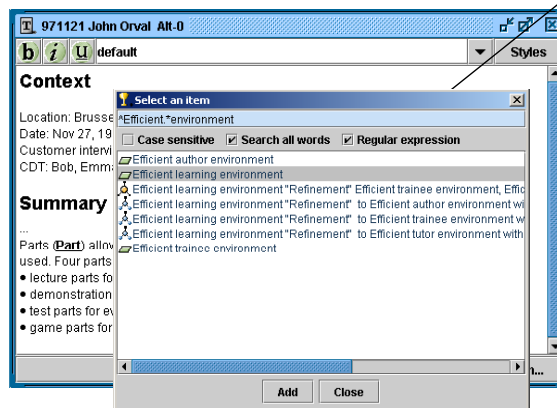 971121 John Orval Alt-0
b i u default Styles
Context
Location: Brusse
Date: Nov 27, 19
Customer intervi
CDT: Bob, Emm
Summary
...
Parts (Part) allow
used. Four parts
• lecture parts fo
• demonstration
• test parts for ev
• game parts for
Select an item
^Efficient.*environment
Case sensitive Search all words Regular expression
Efficient author environment
Efficient learning environment
Efficient learning environment "Refinement" Efficient trainee environment, Effic
Efficient learning environment "Refinement" to Efficient author environment wi
Efficient learning environment "Refinement" to Efficient trainee environment w
Efficient learning environment "Refinement" to Efficient tutor environment with
Efficient trainee environment
Add Close